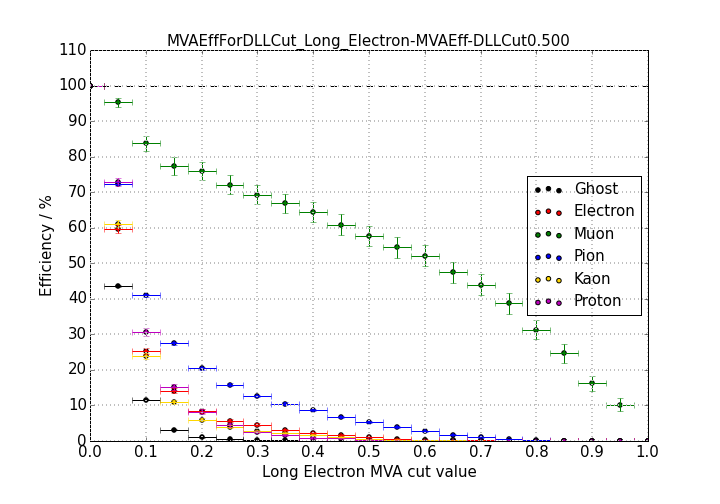 MVAEffForDLLCut_Long_Electron-MVAEff-DLLCut0.500
110
100
90
80
70
60
50
40
30
20
10
0
Efficiency / %
Ghost
Electron
Muon
Pion
Kaon
Proton
0.0 0.1 0.2 0.3 0.4 0.5 0.6 0.7 0.8 0.9 1.0
Long Electron MVA cut value